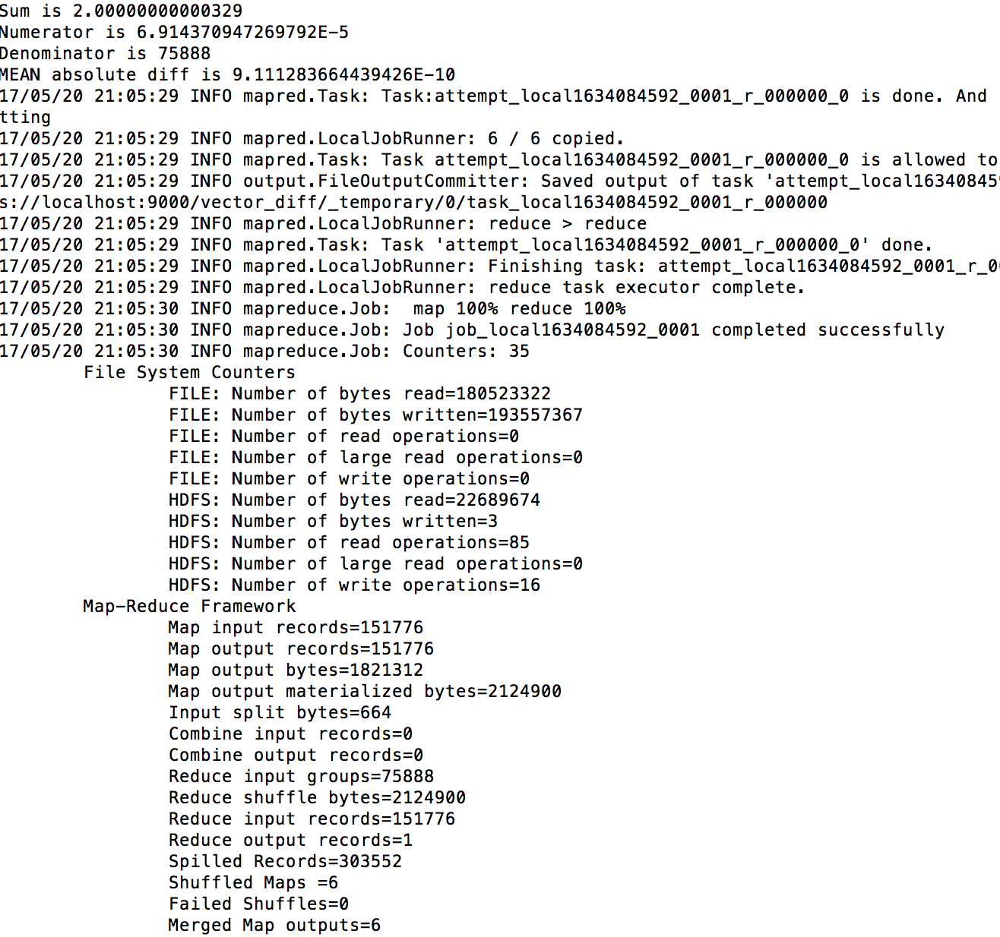 Sum is 2.00000000000329
Numerator is 6.914370947269792E-5
Denominator is 75888
MEAN absolute diff is 9.111283664439426E-10
17/05/20 21:05:29 INFO mapred.Task: Task:attempt_local1634084592_0001_r_000000_0 is done. And
tting
17/05/20 21:05:29 INFO mapred.LocalJobRunner: 6 / 6 copied.
17/05/20 21:05:29 INFO mapred.Task: Task attempt_local1634084592_0001_r_000000_0 is allowed to
17/05/20 21:05:29 INFO output.FileOutputCommitter: Saved output of task 'attempt_local16340845
s://localhost:9000/vector_diff/_temporary/0/task_local1634084592_0001_r_000000
17/05/20 21:05:29 INFO mapred.LocalJobRunner: reduce > reduce
17/05/20 21:05:29 INFO mapred.Task: Task 'attempt_local1634084592_0001_r_000000_0' done.
17/05/20 21:05:29 INFO mapred.LocalJobRunner: Finishing task: attempt_local1634084592_0001_r_0
17/05/20 21:05:29 INFO mapred.LocalJobRunner: reduce task executor complete.
17/05/20 21:05:30 INFO mapreduce.Job:  map 100% reduce 100%
17/05/20 21:05:30 INFO mapreduce.Job: Job job_local1634084592_0001 completed successfully
17/05/20 21:05:30 INFO mapreduce.Job: Counters: 35
File System Counters
FILE: Number of bytes read=180523322
FILE: Number of bytes written=193557367
FILE: Number of read operations=0
FILE: Number of large read operations=0
FILE: Number of write operations=0
HDFS: Number of bytes read=22689674
HDFS: Number of bytes written=3
HDFS: Number of read operations=85
HDFS: Number of large read operations=0
HDFS: Number of write operations=16
Map-Reduce Framework
Map input records=151776
Map output records=151776
Map output bytes=1821312
Map output materialized bytes=2124900
Input split bytes=664
Combine input records=0
Combine output records=0
Reduce input groups=75888
Reduce shuffle bytes=2124900
Reduce input records=151776
Reduce output records=1
Spilled Records=303552
Shuffled Maps =6
Failed Shuffles=0
Merged Map outputs=6